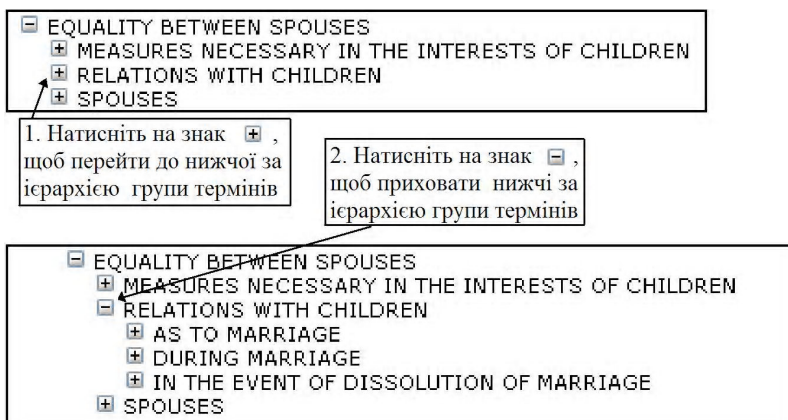 EQUALITY BETWEEN SPOUSES
MEASURES NECESSARY IN THE INTERESTS OF CHILDREN
RELATIONS WITH CHILDREN
SPOUSES
1. Натисніть на знак ,
щоб перейти до нижчої за
ієрархією групи термінів
2. Натисніть на знак ,
щоб приховати нижчі за
ієрархією групи термінів
EQUALITY BETWEEN SPOUSES
MEASURES NECESSARY IN THE INTERESTS OF CHILDREN
RELATIONS WITH CHILDREN
AS TO MARRIAGE
DURING MARRIAGE
IN THE EVENT OF DISSOLUTION OF MARRIAGE
SPOUSES